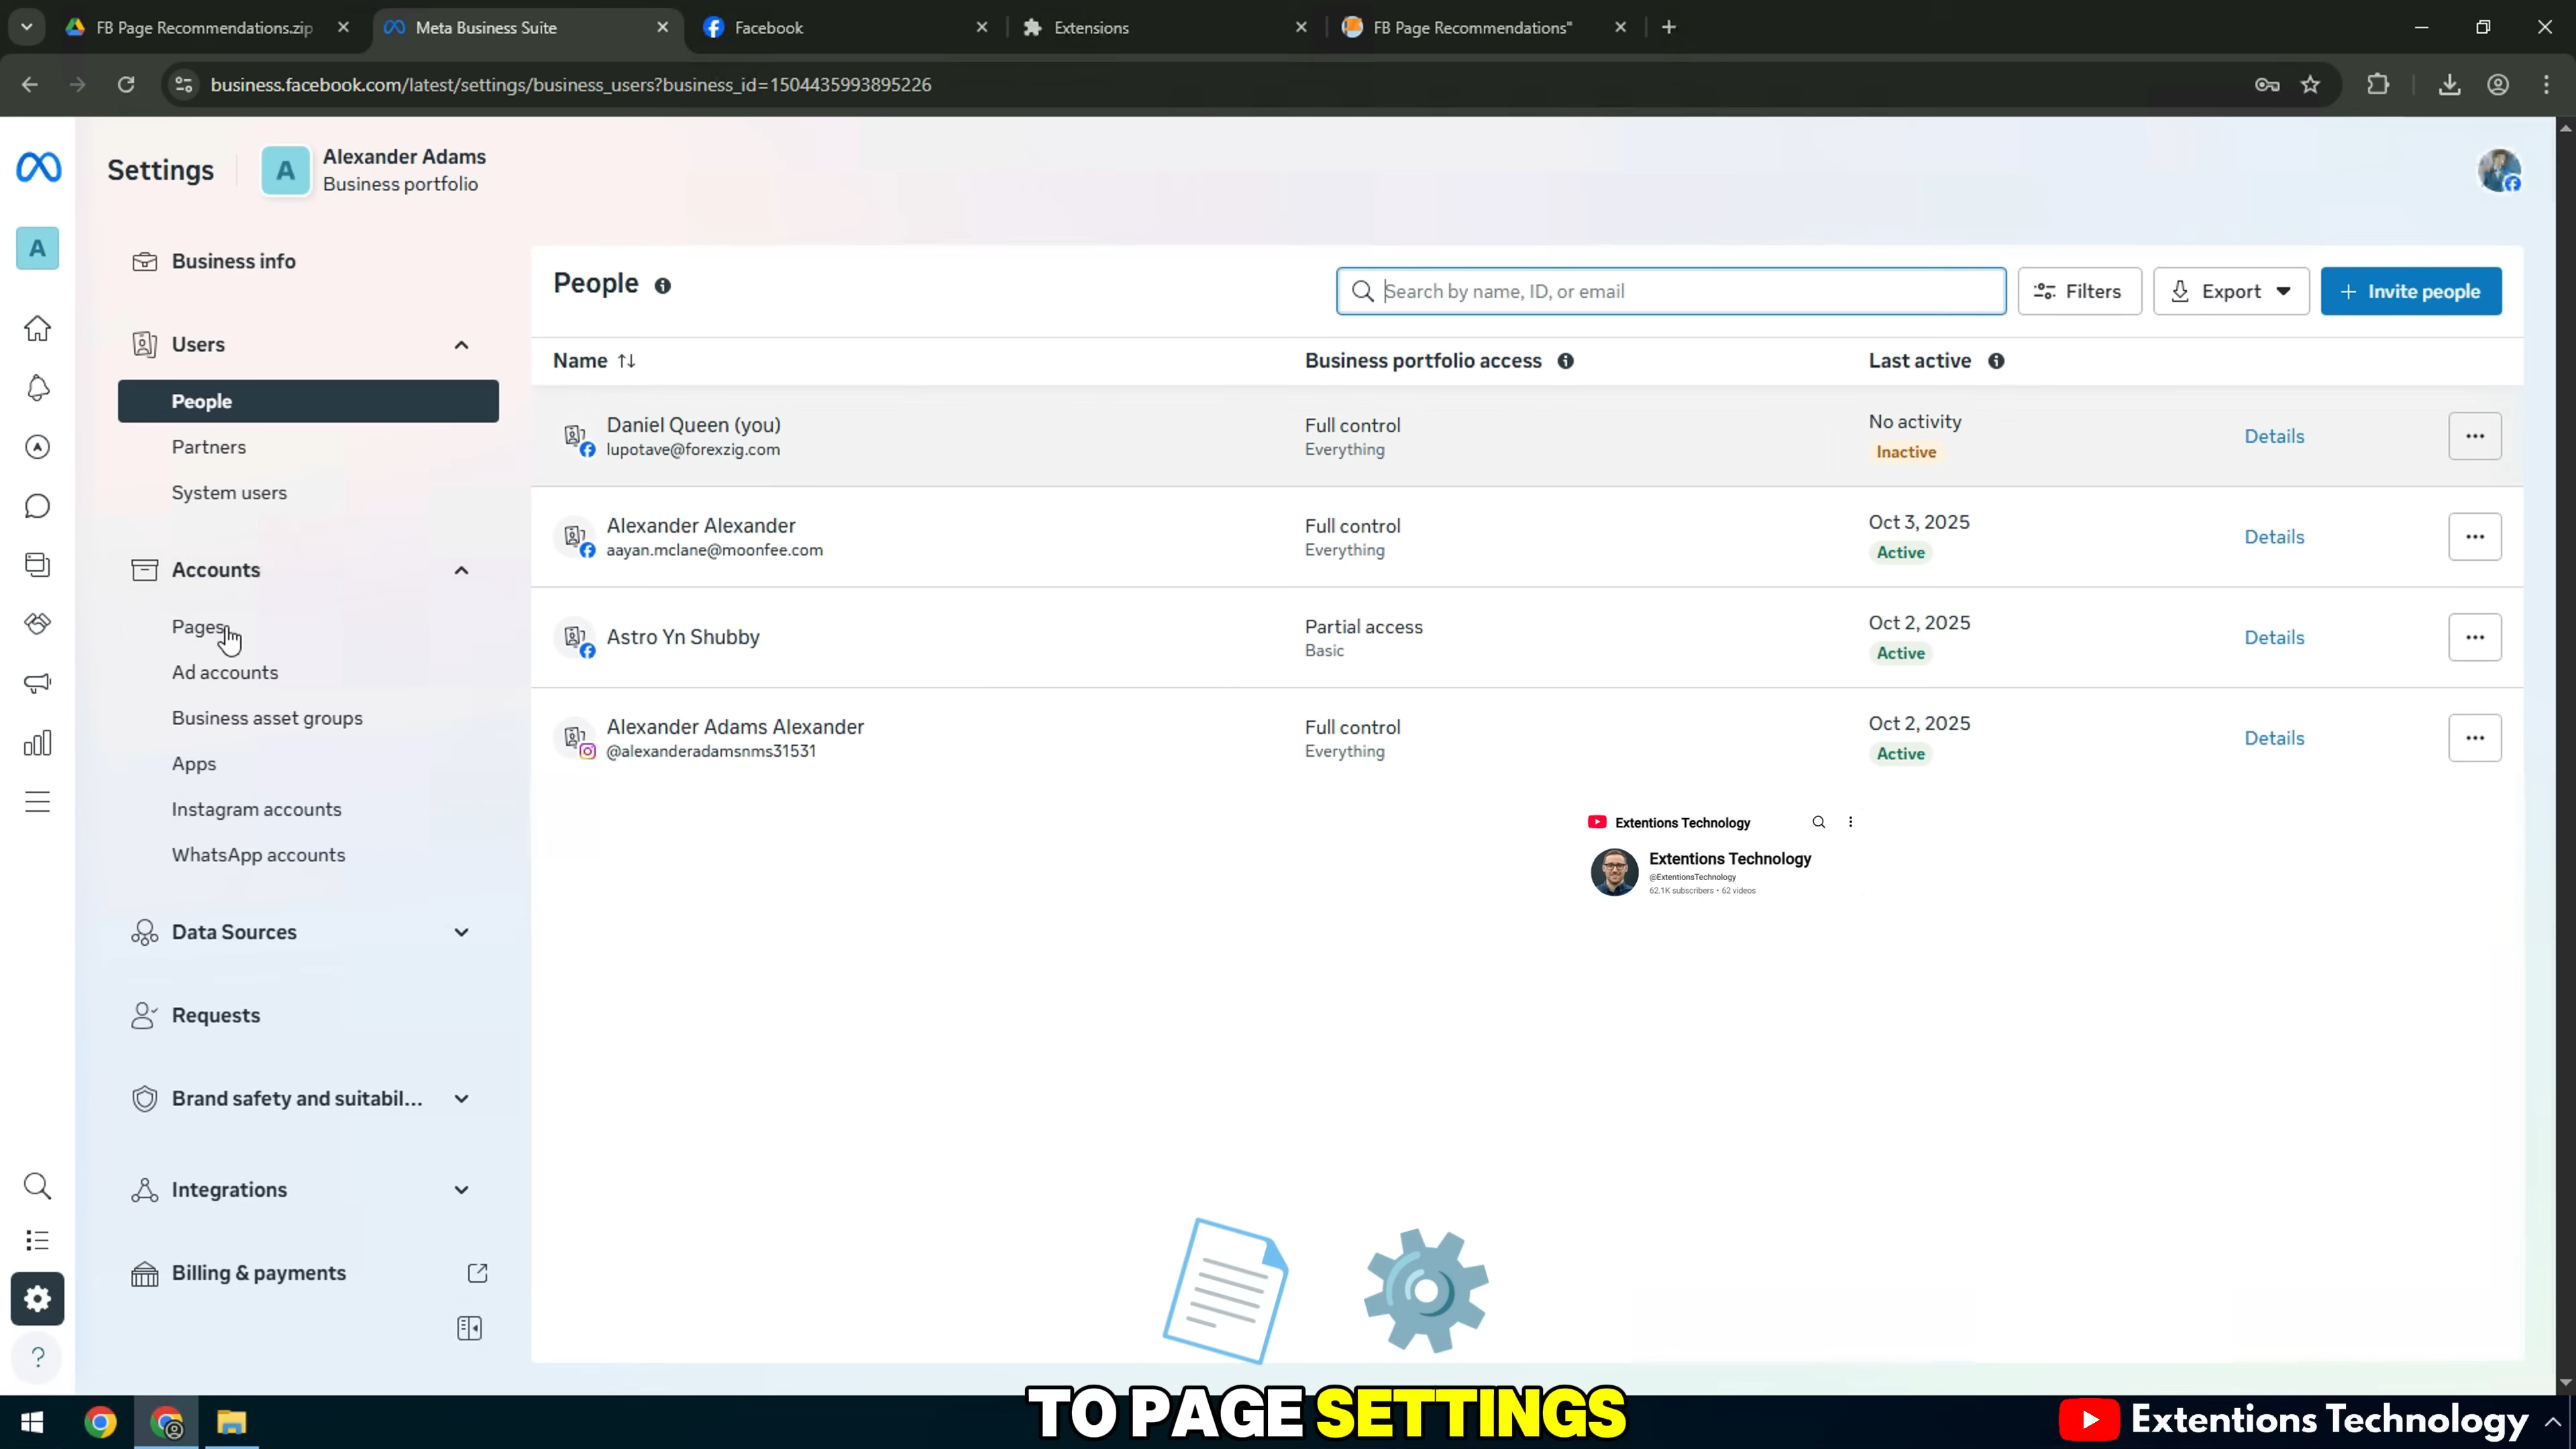 FB Page Recommendations.zip
Meta Business Suite
Facebook
Extensions
FB Page Recommendations"
business.facebook.com/latest/settings/business_users?business_id=1504435993895226
Settings
A
Alexander Adams
Business portfolio
A
Business info
Users
People
Partners
System users
Accounts
Pages
Ad accounts
Business asset groups
Apps
Instagram accounts
WhatsApp accounts
Data Sources
Requests
Brand safety and suitabil...
Integrations
Billing & payments
People
Search by name, ID, or email
Filters
Export
+ Invite people
Name
Business portfolio access
Last active
Daniel Queen (you)
lupotave@forexzig.com
Full control
Everything
No activity
Inactive
Details
Alexander Alexander
aayan.mclane@moonfee.com
Full control
Everything
Oct 3, 2025
Active
Details
Astro Yn Shubby
Partial access
Basic
Oct 2, 2025
Active
Details
Alexander Adams Alexander
@alexanderadamsnms31531
Full control
Everything
Oct 2, 2025
Active
Details
Extentions Technology
Extentions Technology
@ExtentionsTechnology
62.1K subscribers • 62 videos
TO PAGE SETTINGS
Extentions Technology